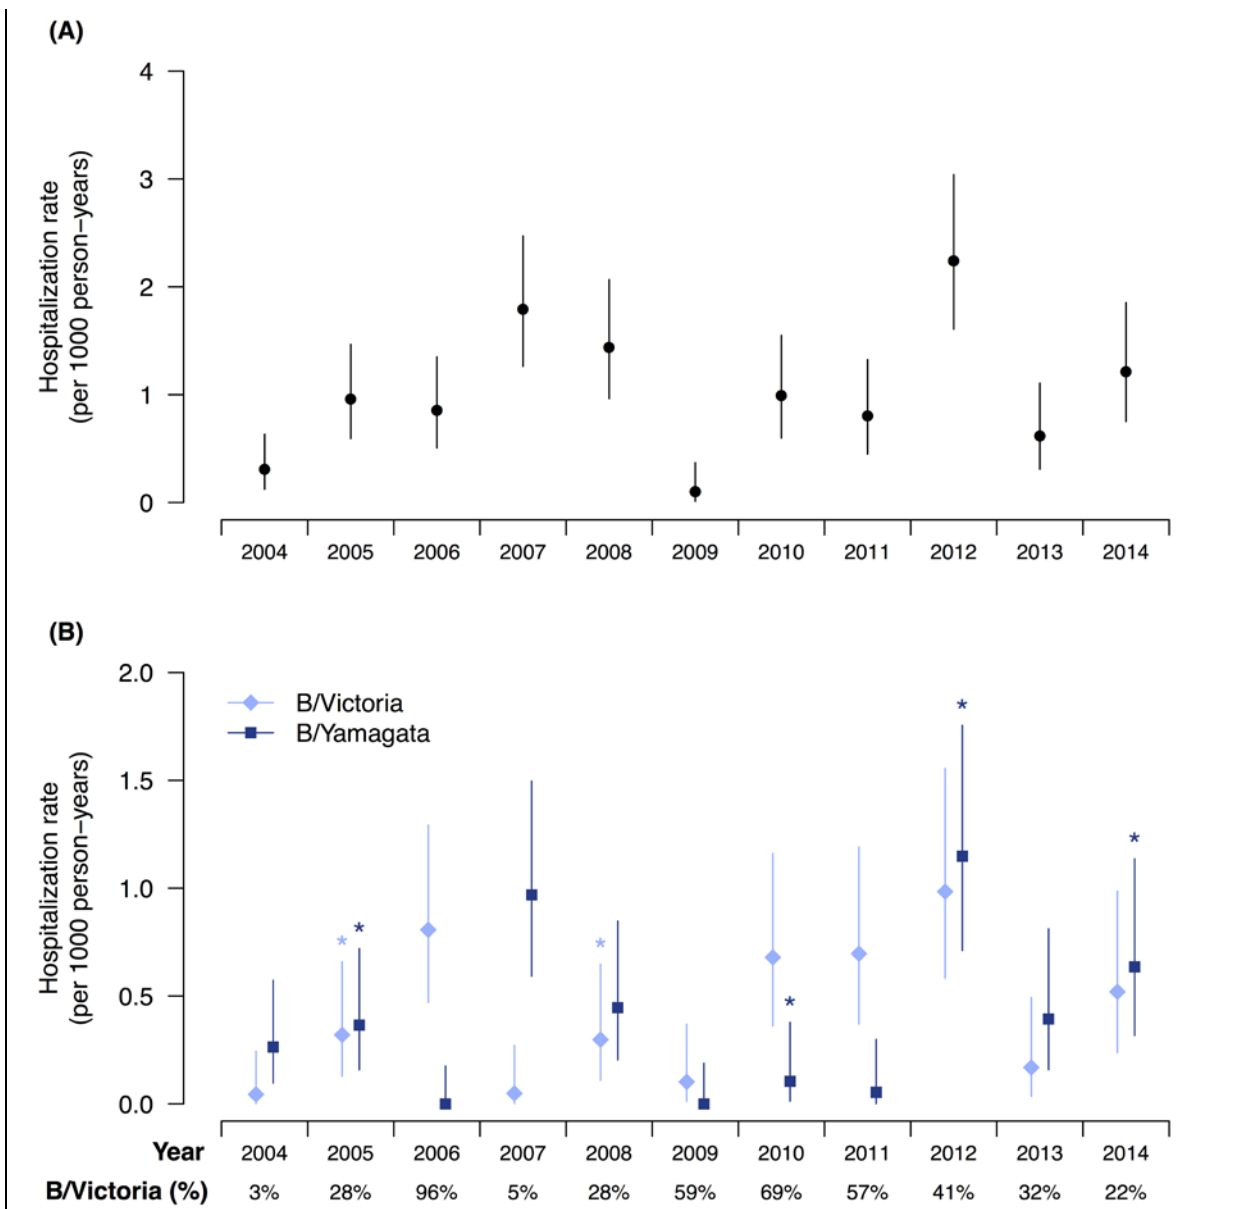 (A)
4
3
2
1
0
Hospitalization rate
(per 1000 person−years)
2004 2005 2006 2007 2008 2009 2010 2011 2012 2013 2014
(B)
2.0
1.5
1.0
0.5
0.0
Hospitalization rate
(per 1000 person−years)
B/Victoria
B/Yamagata
*
*
*
*
*
*
Year 2004 2005 2006 2007 2008 2009 2010 2011 2012 2013 2014
B/Victoria (%) 3% 28% 96% 5% 28% 59% 69% 57% 41% 32% 22%